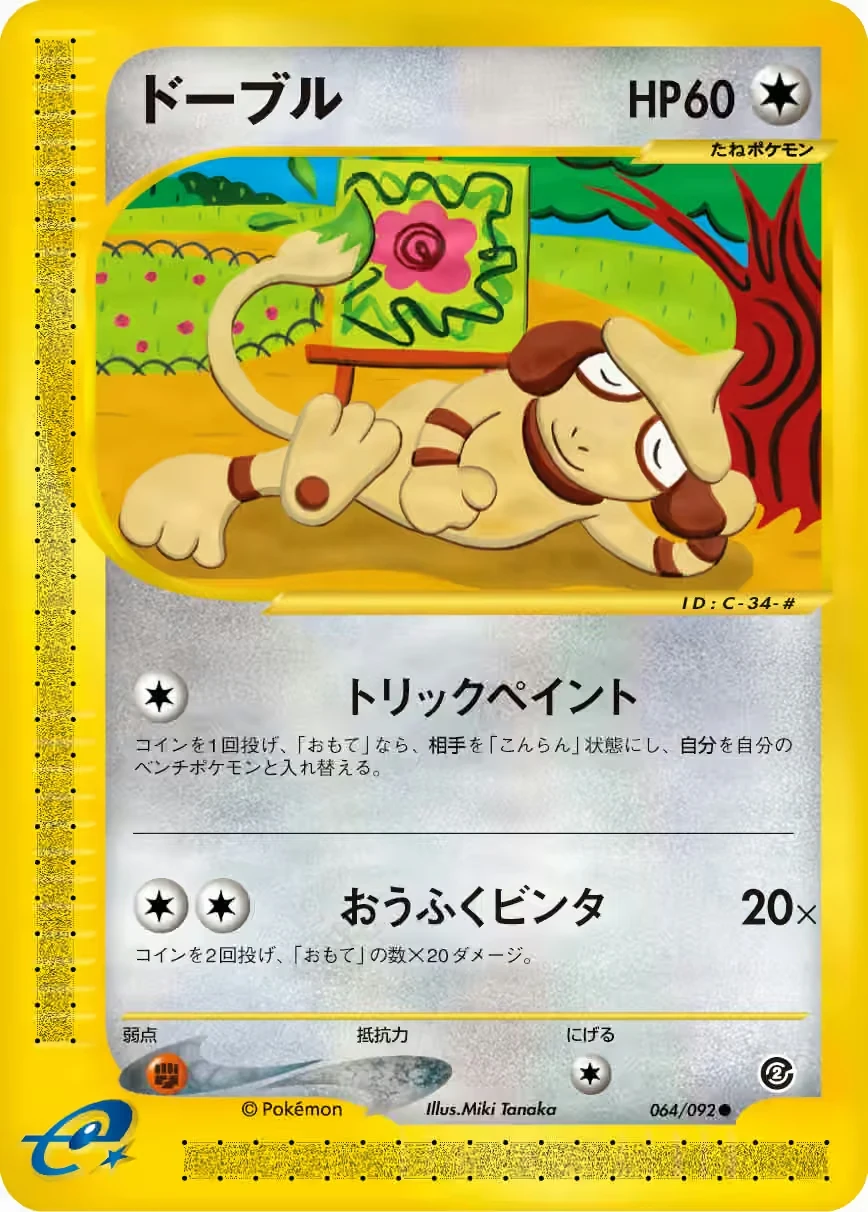 ドーブル HP60
たねポケモン
ID:C-34-#
トリックペイント
コインを1回投げ、「おもて」なら、相手を「こんらん」状態にし、自分を自分の
ベンチポケモンと入れ替える。
おうふくビンタ 20×
コインを2回投げ、「おもて」の数×20ダメージ。
弱点 抵抗力 にげる
2
© Pokémon Illus.Miki Tanaka 064/092●
e